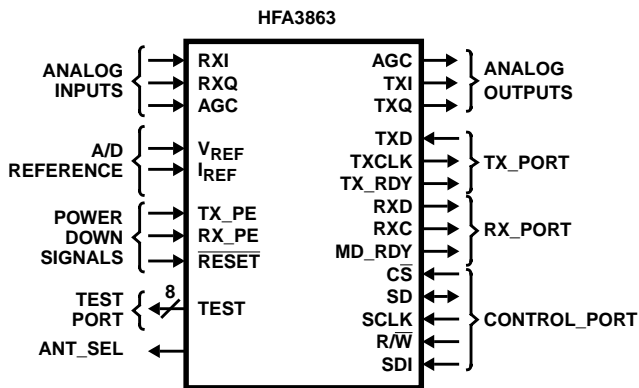 HFA3863
ANALOG
INPUTS
RXI
RXQ
AGC
A/D
REFERENCE
VREF
IREF
POWER
DOWN
SIGNALS
TX_PE
RX_PE
RESET
TEST
PORT
8
TEST
ANT_SEL
AGC
TXI
TXQ
ANALOG
OUTPUTS
TXD
TXCLK
TX_RDY
TX_PORT
RXD
RXC
MD_RDY
RX_PORT
CS
SD
SCLK
R/W
SDI
CONTROL_PORT